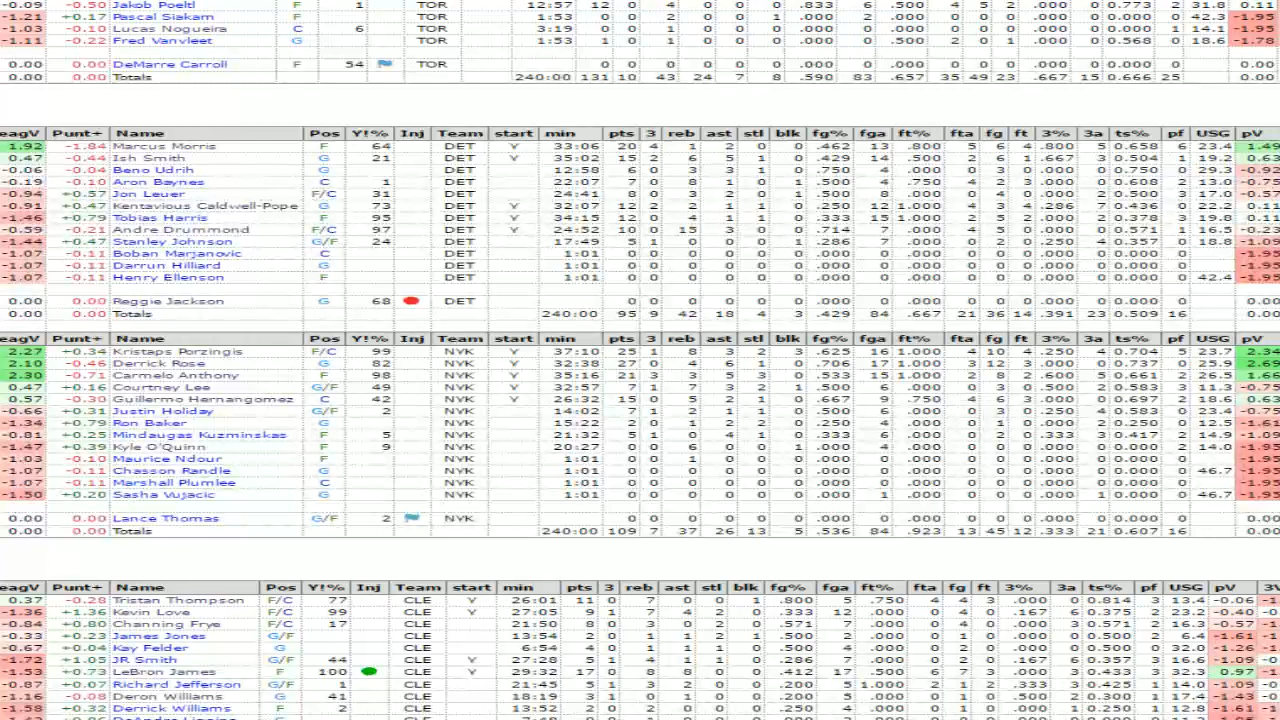 -0.09 -0.50 Jakob Poeltl F 1 TOR 12:57 12 0 4 0 0 0 .833 6 .500 4 5 2 .000 0 0.773 2 31.8 0.11
-1.21 +0.17 Pascal Siakam F TOR 1:53 0 2 0 0 1 .000 2 .000 0 0 0 .000 0 0.000 0 42.3 -1.95
-1.03 -0.10 Lucas Nogueira C 6 TOR 3:19 0 0 1 0 0 0 .000 0 .000 0 0 0 .000 0 0.000 1 14.1 -1.95
-1.11 -0.22 Fred Vanvleet G TOR 1:53 1 0 1 0 0 0 .000 0 .500 2 0 1 .000 0 0.568 0 18.6 -1.78
0.00 0.00 DeMarre Carroll F 54 TOR 0 0 0 0 0 0 .000 0 .000 0 0 0 .000 0 0.000 0 0.00
0.00 0.00 Totals 240:00 131 10 43 24 7 8 .590 83 .657 35 49 23 .667 15 0.666 25 0.00
eagV Punt+ Name Pos Y!% Inj Team start min pts 3 reb ast stl blk fg% fga ft% fta fg ft 3% 3a ts% pf USG pV
1.92 -1.84 Marcus Morris F 64 DET Y 33:06 20 4 1 2 0 0 .462 13 .800 5 6 4 .800 5 0.658 6 23.4 1.49
0.47 -0.44 Ish Smith G 21 DET Y 35:02 15 2 6 5 1 0 .429 14 .500 2 6 1 .667 3 0.504 1 19.2 0.63
-0.06 -0.04 Beno Udrih G DET 12:58 6 0 3 3 1 0 .750 4 .000 0 3 0 .000 0 0.750 0 29.3 -0.92
-0.19 -0.10 Aron Baynes C 1 DET 22:07 7 0 8 1 0 1 .500 4 .750 4 2 3 .000 0 0.608 2 13.0 -0.75
-0.94 +0.57 Jon Leuer F/C 31 DET 24:41 8 0 3 1 0 1 .500 8 .000 0 4 0 .000 2 0.500 3 17.0 -0.57
-0.91 +0.47 Kentavious Caldwell-Pope G 73 DET Y 32:07 12 2 2 1 1 0 .250 12 1.000 4 3 4 .286 7 0.436 0 22.2 0.11
-1.46 +0.79 Tobias Harris F 95 DET Y 34:15 12 0 4 1 1 0 .333 15 1.000 2 5 2 .000 2 0.378 3 19.8 0.11
-0.59 -0.21 Andre Drummond F/C 97 DET Y 24:52 10 0 15 3 0 0 .714 7 .000 4 5 0 .000 0 0.571 1 16.5 -0.23
-1.44 +0.47 Stanley Johnson G/F 24 DET 17:49 5 1 0 1 0 1 .286 7 .000 0 2 0 .250 4 0.357 0 18.8 -1.09
-1.07 -0.11 Boban Marjanovic C DET 1:01 0 0 0 0 0 0 .000 0 .000 0 0 0 .000 0 0.000 0 -1.95
-1.07 -0.11 Darrun Hilliard G DET 1:01 0 0 0 0 0 0 .000 0 .000 0 0 0 .000 0 0.000 0 -1.95
-1.07 -0.11 Henry Ellenson F DET 1:01 0 0 0 0 0 0 .000 0 .000 0 0 0 .000 0 0.000 0 42.4 -1.95
0.00 0.00 Reggie Jackson G 68 DET 0 0 0 0 0 0 .000 0 .000 0 0 0 .000 0 0.000 0 0.00
0.00 0.00 Totals 240:00 95 9 42 18 4 3 .429 84 .667 21 36 14 .391 23 0.509 16 0.00
eagV Punt+ Name Pos Y!% Inj Team start min pts 3 reb ast stl blk fg% fga ft% fta fg ft 3% 3a ts% pf USG pV
2.27 +0.34 Kristaps Porzingis F/C 99 NYK Y 37:10 25 1 8 3 2 3 .625 16 1.000 4 10 4 .250 4 0.704 5 23.7 2.34
2.10 -0.46 Derrick Rose G 82 NYK Y 32:38 27 0 4 6 1 0 .706 17 1.000 3 12 3 .000 0 0.737 0 25.9 2.69
2.30 -0.71 Carmelo Anthony F 98 NYK Y 35:16 21 3 3 5 3 0 .533 15 1.000 2 8 2 .600 5 0.661 2 26.5 1.66
0.47 +0.16 Courtney Lee G/F 49 NYK Y 32:57 7 1 7 3 2 1 .500 6 .000 0 3 0 .500 2 0.583 3 11.3 -0.75
0.57 -0.30 Guillermo Hernangomez C 42 NYK Y 26:32 15 0 5 2 1 0 .667 9 .750 4 6 3 .000 0 0.697 2 18.6 0.63
-0.66 +0.31 Justin Holiday G/F 2 NYK 14:02 7 1 2 1 1 0 .500 6 .000 0 3 0 .250 4 0.583 0 23.4 -0.75
-1.34 +0.79 Ron Baker G NYK 15:22 2 0 1 2 2 0 .250 4 .000 0 1 0 .000 1 0.250 1 12.5 -1.61
-0.81 +0.25 Mindaugas Kuzminskas F 5 NYK 21:32 5 1 0 4 1 0 .333 6 .000 0 2 0 .333 3 0.417 2 14.9 -1.09
-1.47 +0.39 Kyle O'Quinn F 9 NYK 20:27 0 0 6 0 0 1 .000 4 .000 0 0 0 .000 2 0.000 2 14.0 -1.95
-1.03 -0.10 Maurice Ndour F NYK 1:01 0 0 1 0 0 0 .000 0 .000 0 0 0 .000 0 0.000 0 -1.95
-1.07 -0.11 Chasson Randle G NYK 1:01 0 0 0 0 0 0 .000 0 .000 0 0 0 .000 0 0.000 0 46.7 -1.95
-1.07 -0.11 Marshall Plumlee C NYK 1:01 0 0 0 0 0 0 .000 0 .000 0 0 0 .000 0 0.000 0 -1.95
-1.50 +0.20 Sasha Vujacic G NYK 1:01 0 0 0 0 0 0 .000 1 .000 0 0 0 .000 1 0.000 0 46.7 -1.95
0.00 0.00 Lance Thomas G/F 2 NYK 0 0 0 0 0 0 .000 0 .000 0 0 0 .000 0 0.000 0 0.00
0.00 0.00 Totals 240:00 109 7 37 26 13 5 .536 84 .923 13 45 12 .333 21 0.607 16 0.00
eagV Punt+ Name Pos Y!% Inj Team start min pts 3 reb ast stl blk fg% fga ft% fta fg ft 3% 3a ts% pf USG pV 3V
0.37 -0.28 Tristan Thompson F/C 77 CLE Y 26:01 11 0 7 0 0 1 .800 5 .750 4 4 3 .000 0 0.814 3 13.4 -0.06 -1
-1.36 +1.36 Kevin Love F/C 99 CLE Y 27:05 9 1 7 4 2 0 .333 12 .000 0 4 0 .167 6 0.375 2 23.2 -0.40 -0
-0.84 +0.80 Channing Frye F/C 17 CLE 21:50 8 0 3 0 2 0 .571 7 .000 0 4 0 .000 3 0.571 2 16.3 -0.57 -1
-0.33 +0.23 James Jones G/F CLE 13:54 2 0 1 1 2 1 .500 2 .000 0 1 0 .000 1 0.500 0 6.4 -1.61 -1
-0.67 +0.04 Kay Felder G CLE 6:54 2 0 1 1 0 0 .500 2 .000 0 1 0 .000 0 0.500 1 32.0 -1.61 -1
-1.72 +1.05 JR Smith G/F 44 CLE Y 27:28 5 1 4 1 1 0 .286 7 .000 0 2 0 .167 6 0.357 3 16.6 -1.09 -0
-1.53 +0.73 LeBron James F 100 CLE Y 29:32 17 0 8 8 0 0 .412 17 .500 6 7 3 .000 3 0.433 3 32.3 0.97 -1
-0.87 +0.07 Richard Jefferson G/F 1 CLE 21:45 5 1 3 2 0 0 .200 5 1.000 2 1 2 .333 3 0.425 1 14.0 -1.09 -0
-1.16 -0.08 Deron Williams G 41 CLE 18:19 3 1 0 1 0 0 .200 5 .000 2 1 0 .500 2 0.300 2 17.4 -1.43 -0
-1.58 +0.32 Derrick Williams F 2 CLE 13:44 2 0 0 2 0 0 .250 4 .000 0 1 0 .000 2 0.250 0 12.8 -1.61 -1